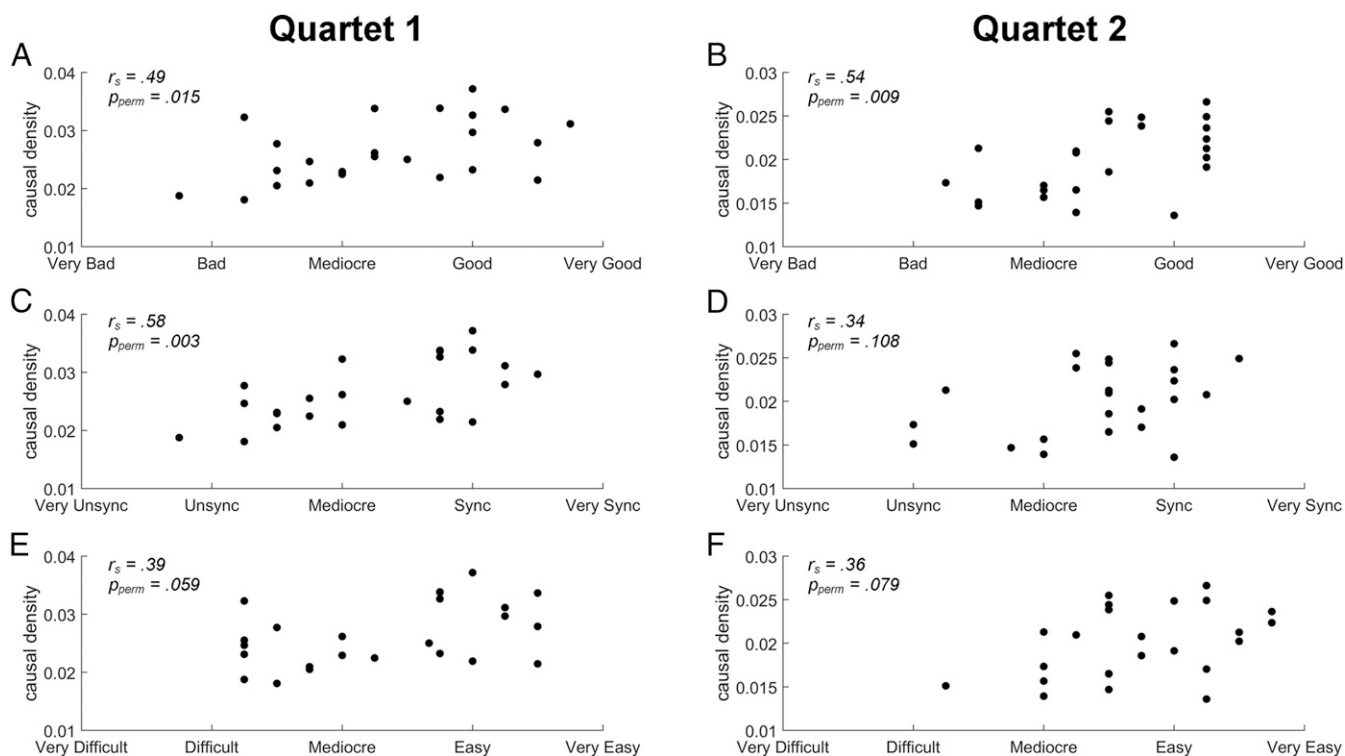 Quartet 1
Quartet 2
A
r_s = .49
p_perm = .015
causal density
0.04
0.03
0.02
0.01
Very Bad Bad Mediocre Good Very Good
B
r_s = .54
p_perm = .009
causal density
0.03
0.025
0.02
0.015
0.01
Very Bad Bad Mediocre Good Very Good
C
r_s = .58
p_perm = .003
causal density
0.04
0.03
0.02
0.01
Very Unsync Unsync Mediocre Sync Very Sync
D
r_s = .34
p_perm = .108
causal density
0.03
0.025
0.02
0.015
0.01
Very Unsync Unsync Mediocre Sync Very Sync
E
r_s = .39
p_perm = .059
causal density
0.04
0.03
0.02
0.01
Very Difficult Difficult Mediocre Easy Very Easy
F
r_s = .36
p_perm = .079
causal density
0.03
0.025
0.02
0.015
0.01
Very Difficult Difficult Mediocre Easy Very Easy